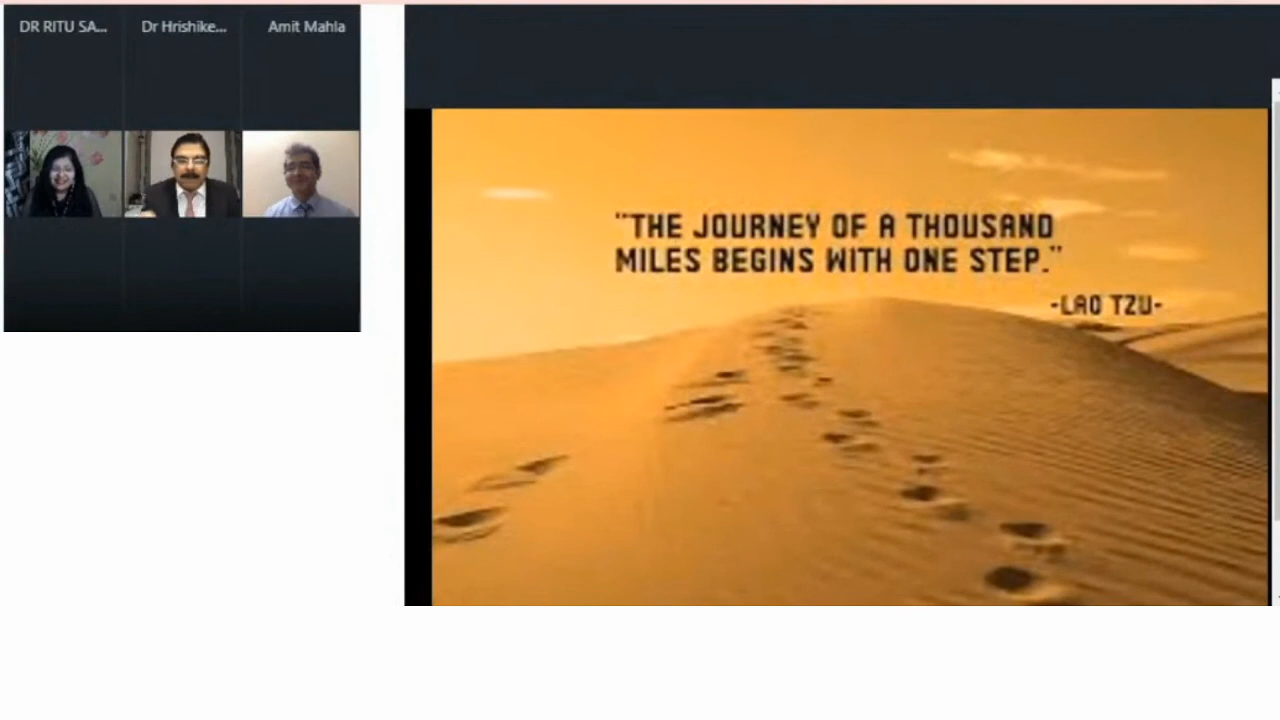 DR RITU SA...
Dr Hrishike...
Amit Mahla
"THE JOURNEY OF A THOUSAND
MILES BEGINS WITH ONE STEP."
-LAO TZU-